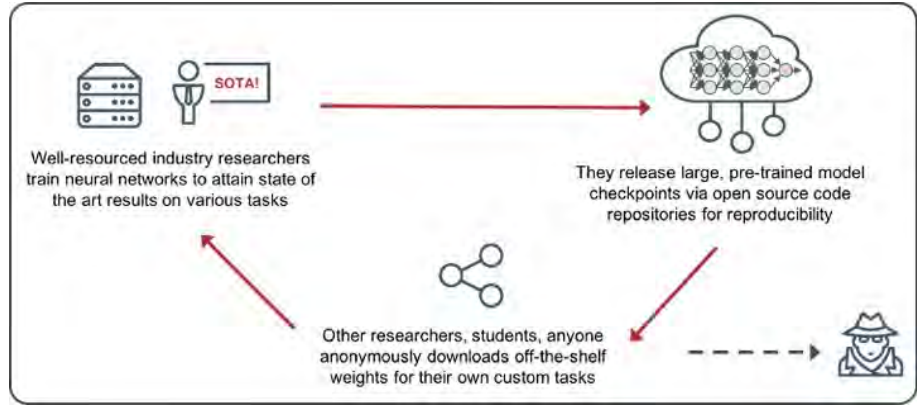 SOTA!
Well-resourced industry researchers
train neural networks to attain state of
the art results on various tasks
They release large, pre-trained model
checkpoints via open source code
repositories for reproducibility
Other researchers, students, anyone
anonymously downloads off-the-shelf
weights for their own custom tasks